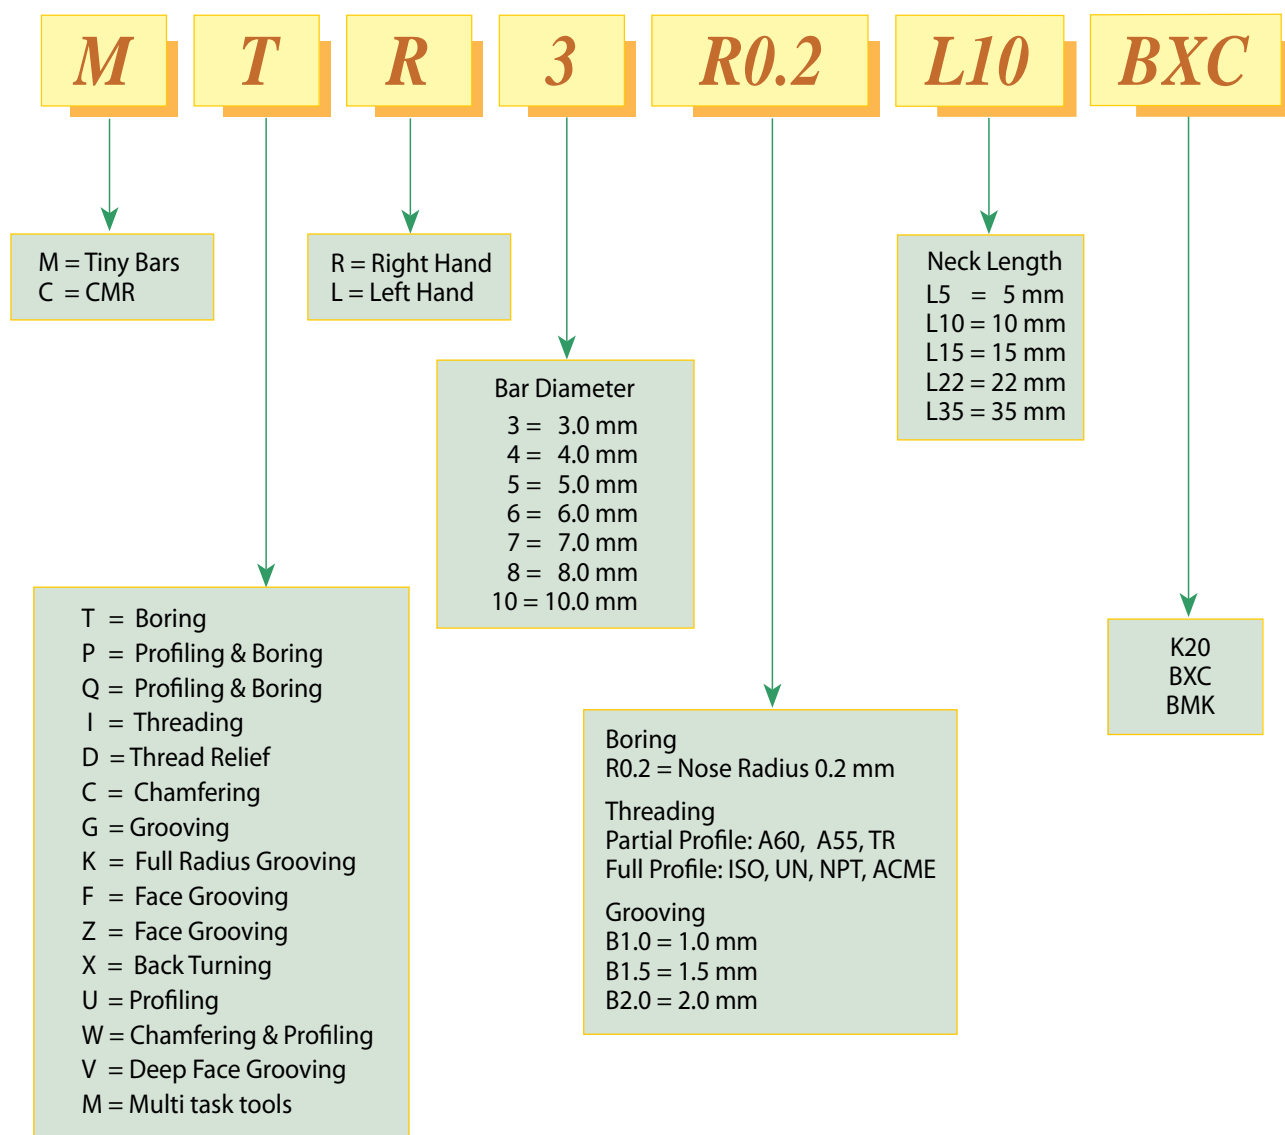 M T R 3 R0.2 L10 BXC
M = Tiny Bars
C = CMR
R = Right Hand
L = Left Hand
Neck Length
L5 = 5 mm
L10 = 10 mm
L15 = 15 mm
L22 = 22 mm
L35 = 35 mm
Bar Diameter
3 = 3.0 mm
4 = 4.0 mm
5 = 5.0 mm
6 = 6.0 mm
7 = 7.0 mm
8 = 8.0 mm
10 = 10.0 mm
T = Boring
P = Profiling & Boring
Q = Profiling & Boring
I = Threading
D = Thread Relief
C = Chamfering
G = Grooving
K = Full Radius Grooving
F = Face Grooving
Z = Face Grooving
X = Back Turning
U = Profiling
W = Chamfering & Profiling
V = Deep Face Grooving
M = Multi task tools
Boring
R0.2 = Nose Radius 0.2 mm
Threading
Partial Profile: A60, A55, TR
Full Profile: ISO, UN, NPT, ACME
Grooving
B1.0 = 1.0 mm
B1.5 = 1.5 mm
B2.0 = 2.0 mm
K20
BXC
BMK